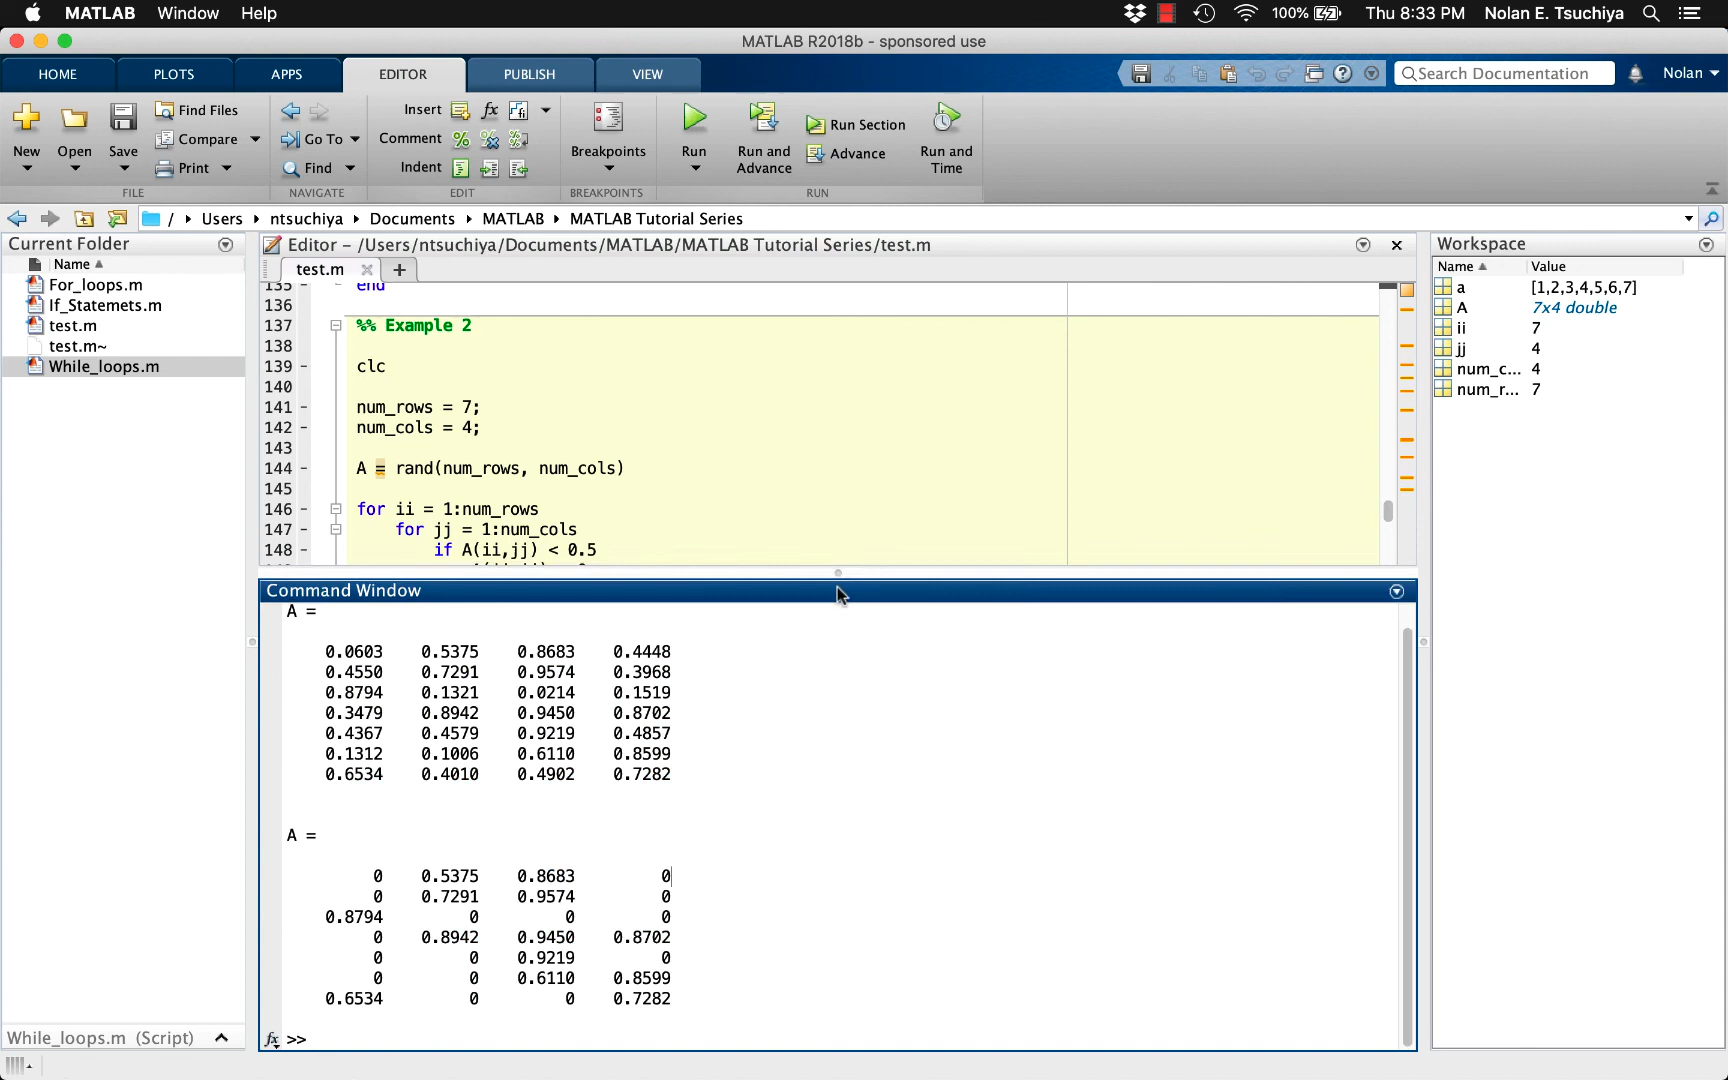 MATLAB Window Help 100% Thu 8:33 PM Nolan E. Tsuchiya
MATLAB R2018b - sponsored use
HOME PLOTS APPS EDITOR PUBLISH VIEW Search Documentation Nolan
New Open Save Find Files Compare Print
FILE
Go To Find
NAVIGATE
Insert fx
Comment
Indent
EDIT
Breakpoints
BREAKPOINTS
Run
Run and Advance
Run Section
Advance
Run and Time
RUN
/ Users ntsuchiya Documents MATLAB MATLAB Tutorial Series
Current Folder
Name
For_loops.m
If_Statemets.m
test.m
test.m~
While_loops.m
While_loops.m (Script)
Editor – /Users/ntsuchiya/Documents/MATLAB/MATLAB Tutorial Series/test.m
test.m
135 end
136
137 %% Example 2
138
139 clc
140
141 num_rows = 7;
142 num_cols = 4;
143
144 A = rand(num_rows, num_cols)
145
146 for ii = 1:num_rows
147 for jj = 1:num_cols
148 if A(ii,jj) < 0.5
Command Window
A =
0.0603 0.5375 0.8683 0.4448
0.4550 0.7291 0.9574 0.3968
0.8794 0.1321 0.0214 0.1519
0.3479 0.8942 0.9450 0.8702
0.4367 0.4579 0.9219 0.4857
0.1312 0.1006 0.6110 0.8599
0.6534 0.4010 0.4902 0.7282
A =
0 0.5375 0.8683 0
0 0.7291 0.9574 0
0.8794 0 0 0
0 0.8942 0.9450 0.8702
0 0 0.9219 0
0 0 0.6110 0.8599
0.6534 0 0 0.7282
fx >>
Workspace
Name Value
a [1,2,3,4,5,6,7]
A 7x4 double
ii 7
jj 4
num_c... 4
num_r... 7